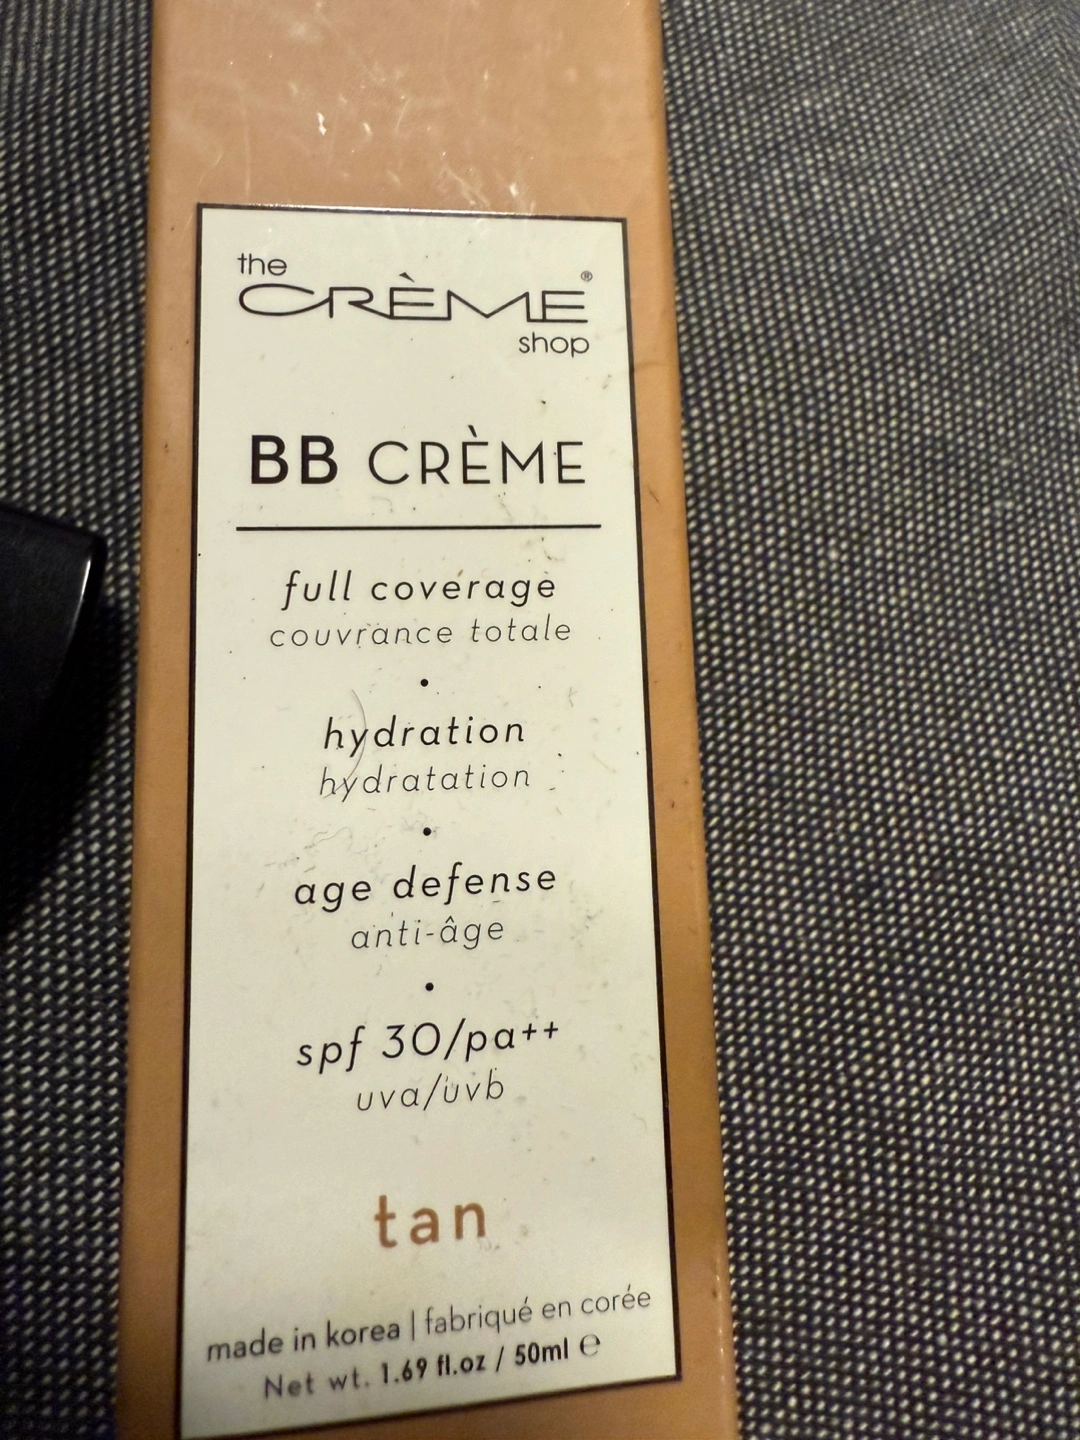 the
CRÈME®
shop
BB CRÈME
full coverage
couvrance totale
•
hydration
hydratation
•
age defense
anti-âge
•
spf 30/pa++
uva/uvb
tan
made in korea | fabriqué en corée
Net wt. 1.69 fl.oz / 50ml ℮